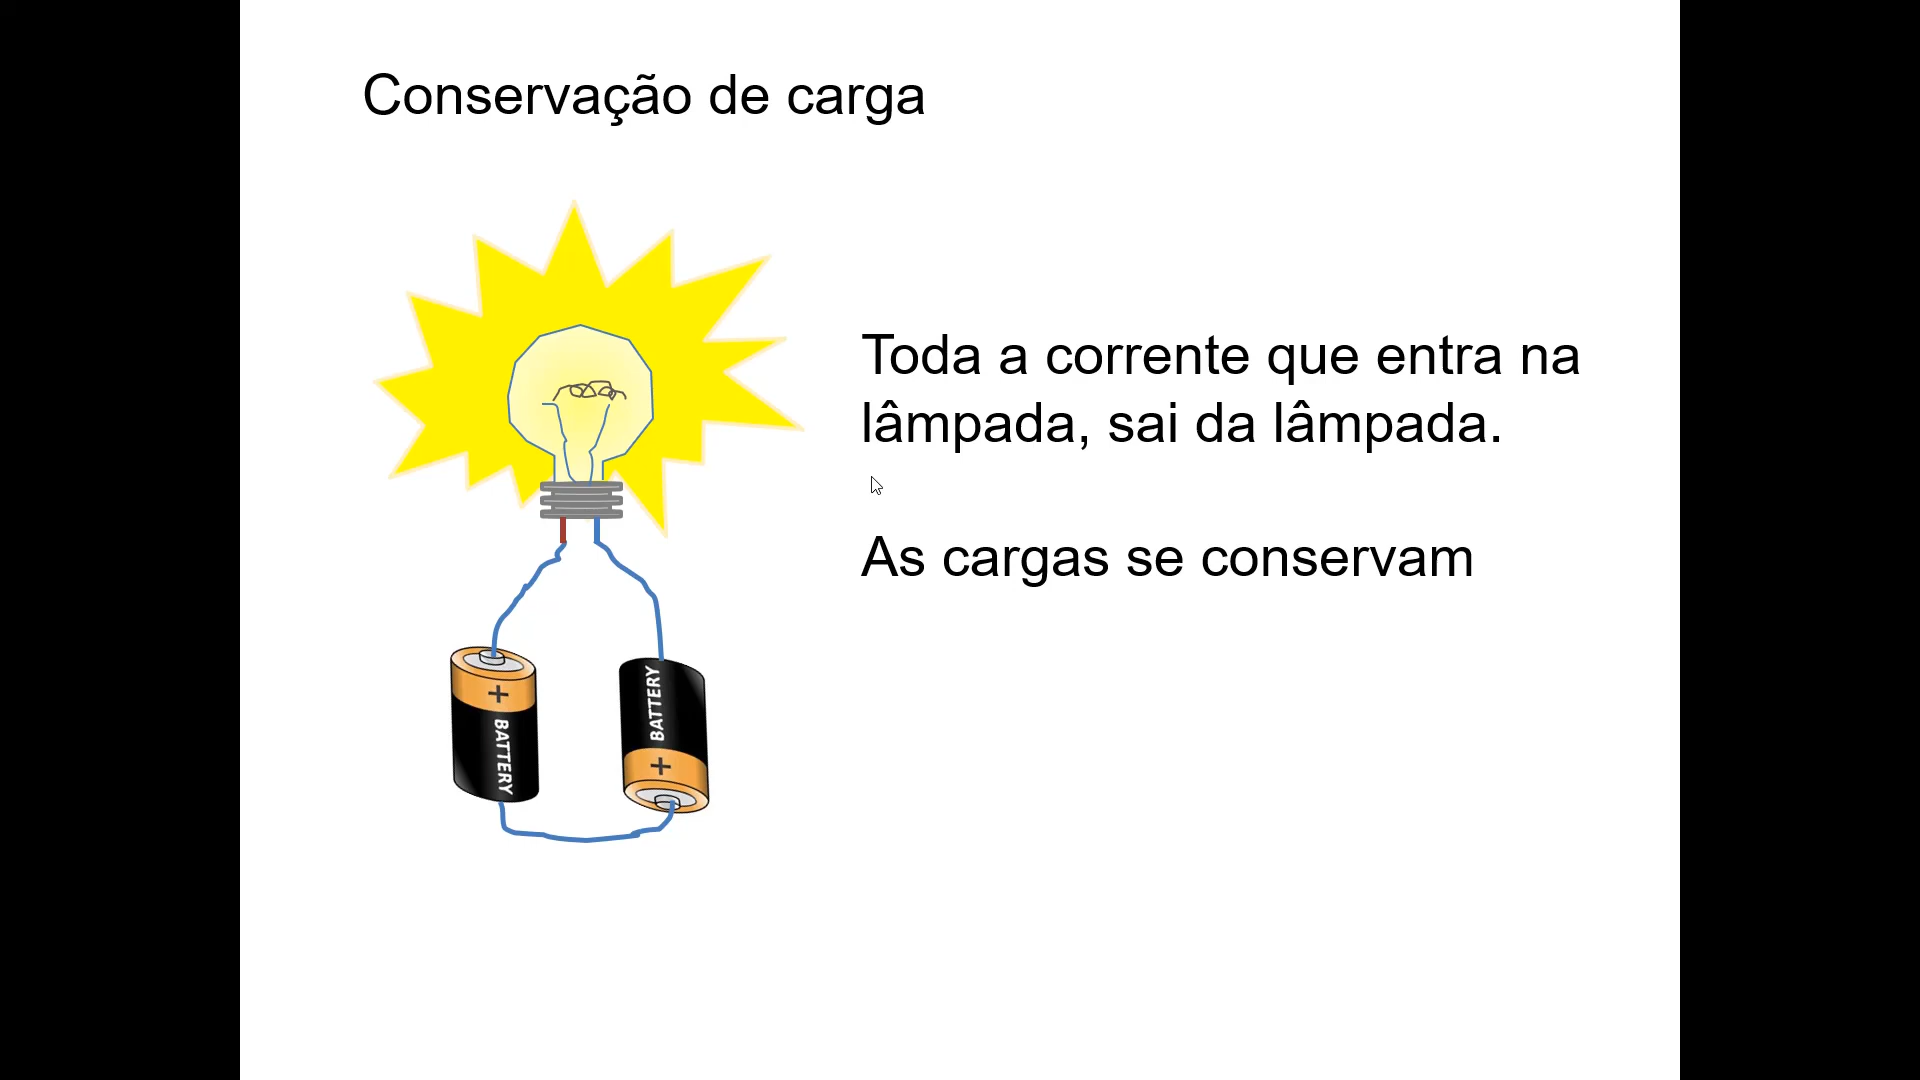 Conservação de carga
Toda a corrente que entra na
lâmpada, sai da lâmpada.
As cargas se conservam
+
BATTERY
BATTERY
+